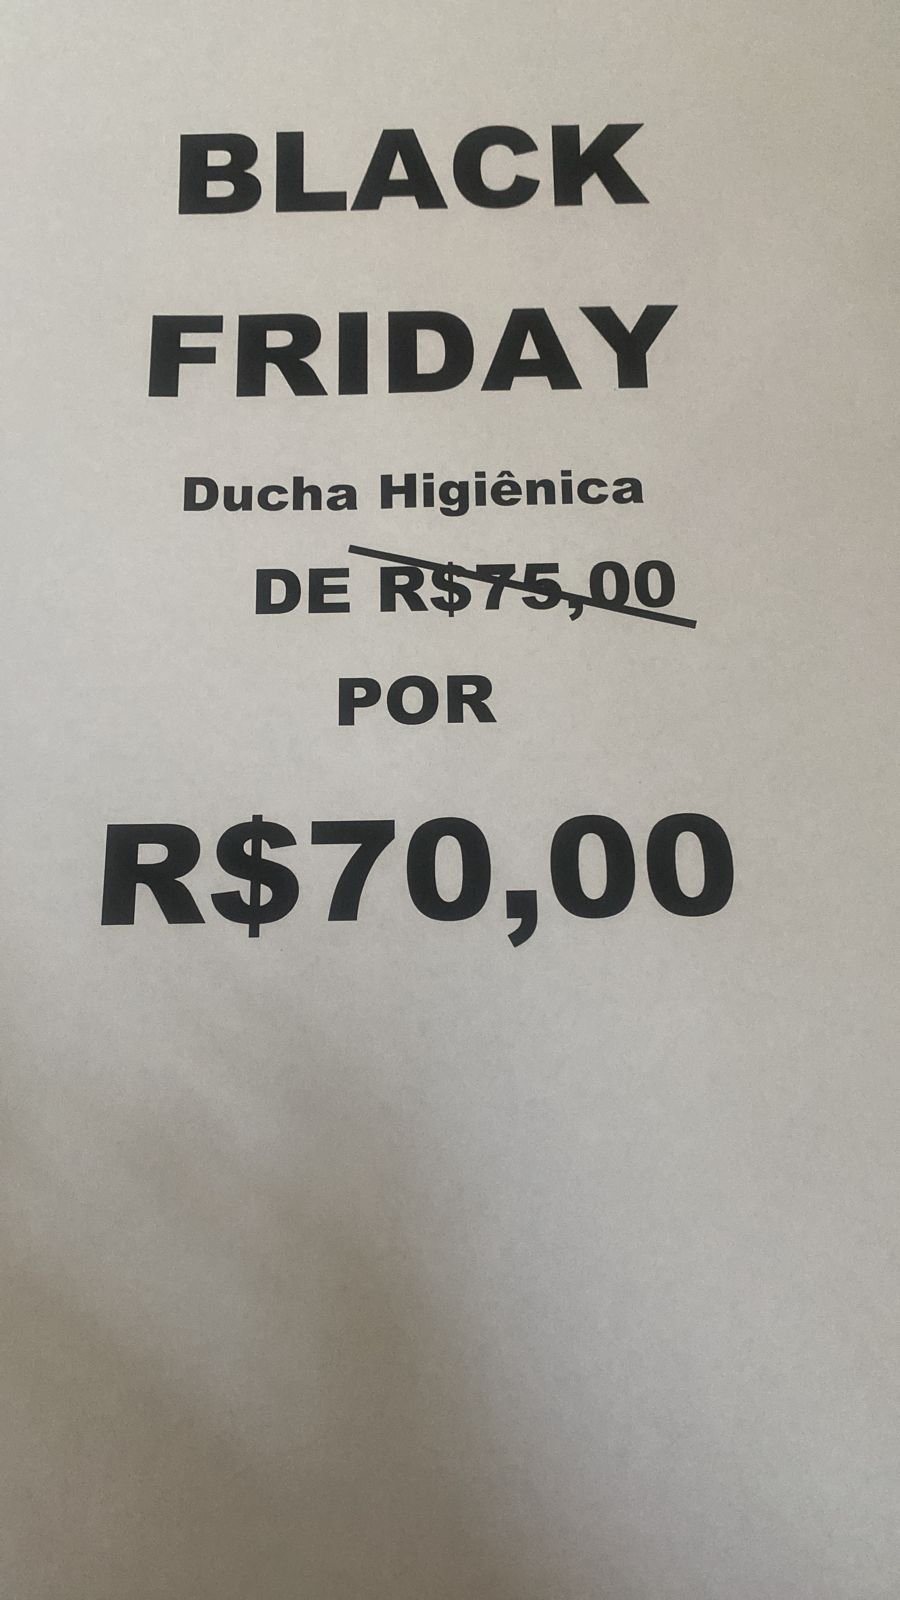 BLACK
FRIDAY
Ducha Higiênica
DE R$75,00
POR
R$70,00